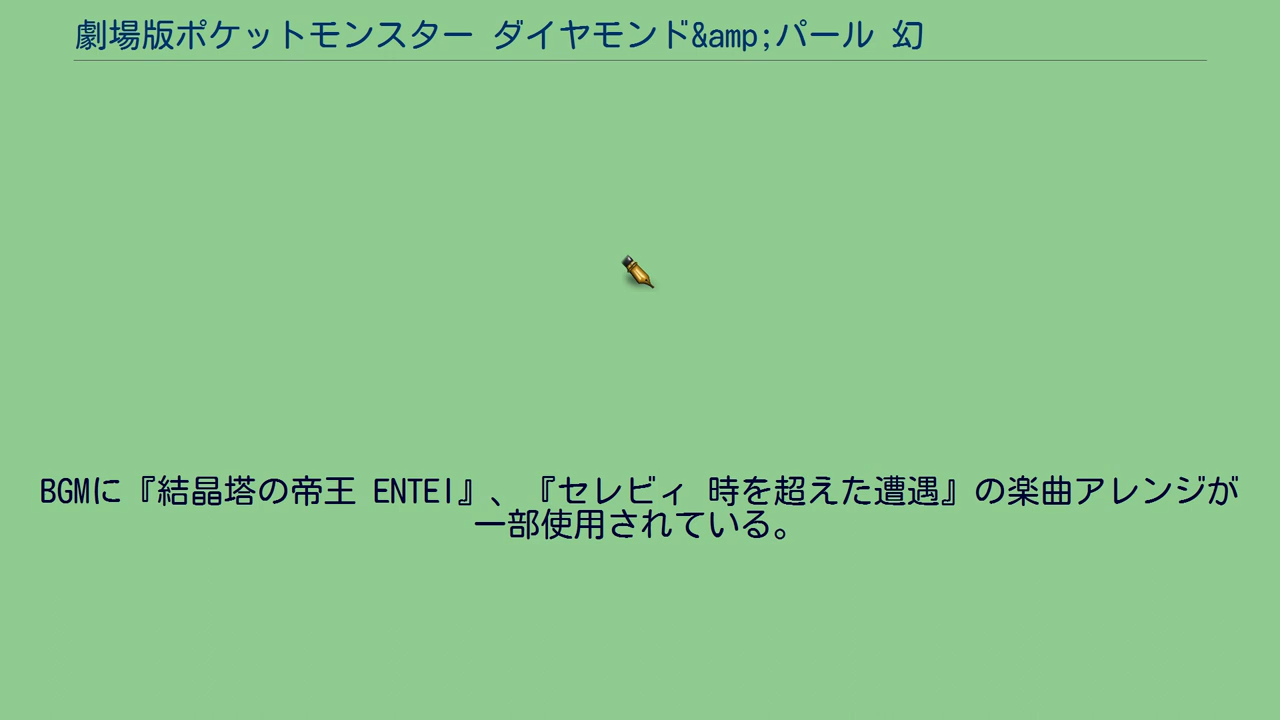 劇場版ポケットモンスター ダイヤモンド&amp;パール 幻
BGMに『結晶塔の帝王 ENTEI』、『セレビィ 時を超えた遭遇』の楽曲アレンジが
一部使用されている。